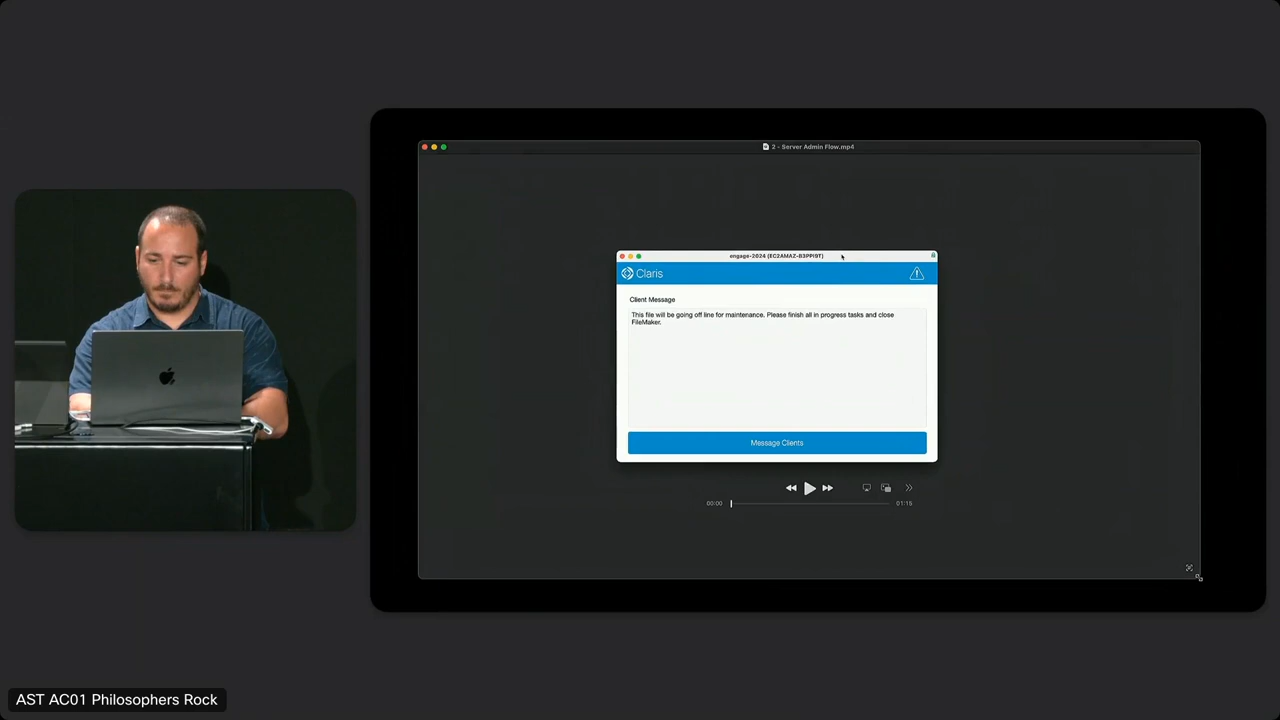 2 - Server Admin Flow.mp4
engage-2024 (EC2AMAZ-B3PPI9T)
Claris
Client Message
This file will be going off line for maintenance. Please finish all in progress tasks and close
FileMaker.
Message Clients
00:00
01:15
AST AC01 Philosophers Rock